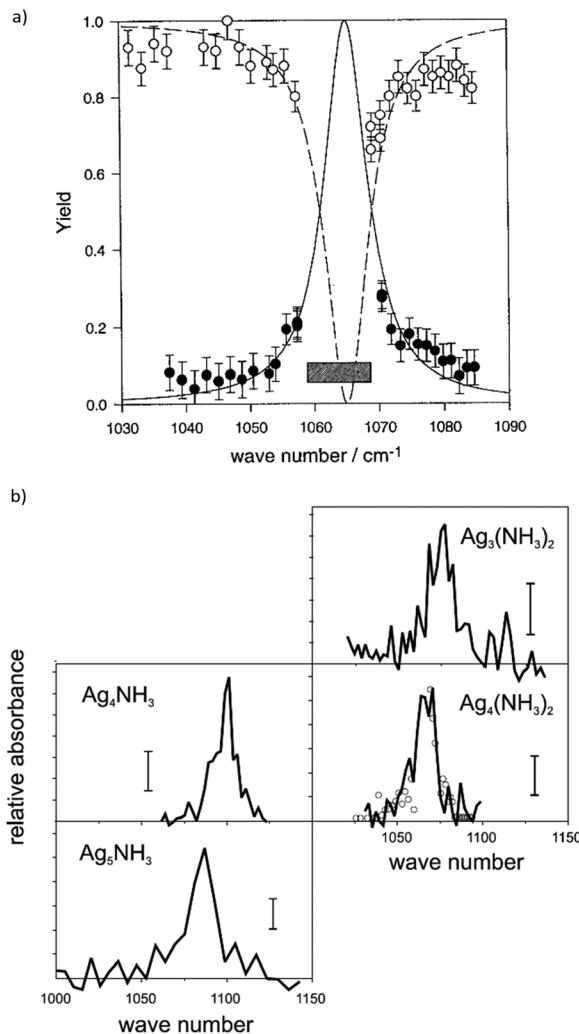 a)
1.0
0.8
0.6
0.4
0.2
0.0
Yield
1030 1040 1050 1060 1070 1080 1090
wave number / cm⁻¹
b)
Ag₃(NH₃)₂
Ag₄NH₃
Ag₄(NH₃)₂
relative absorbance
1050 1100 1150
wave number
Ag₅NH₃
1000 1050 1100 1150
wave number